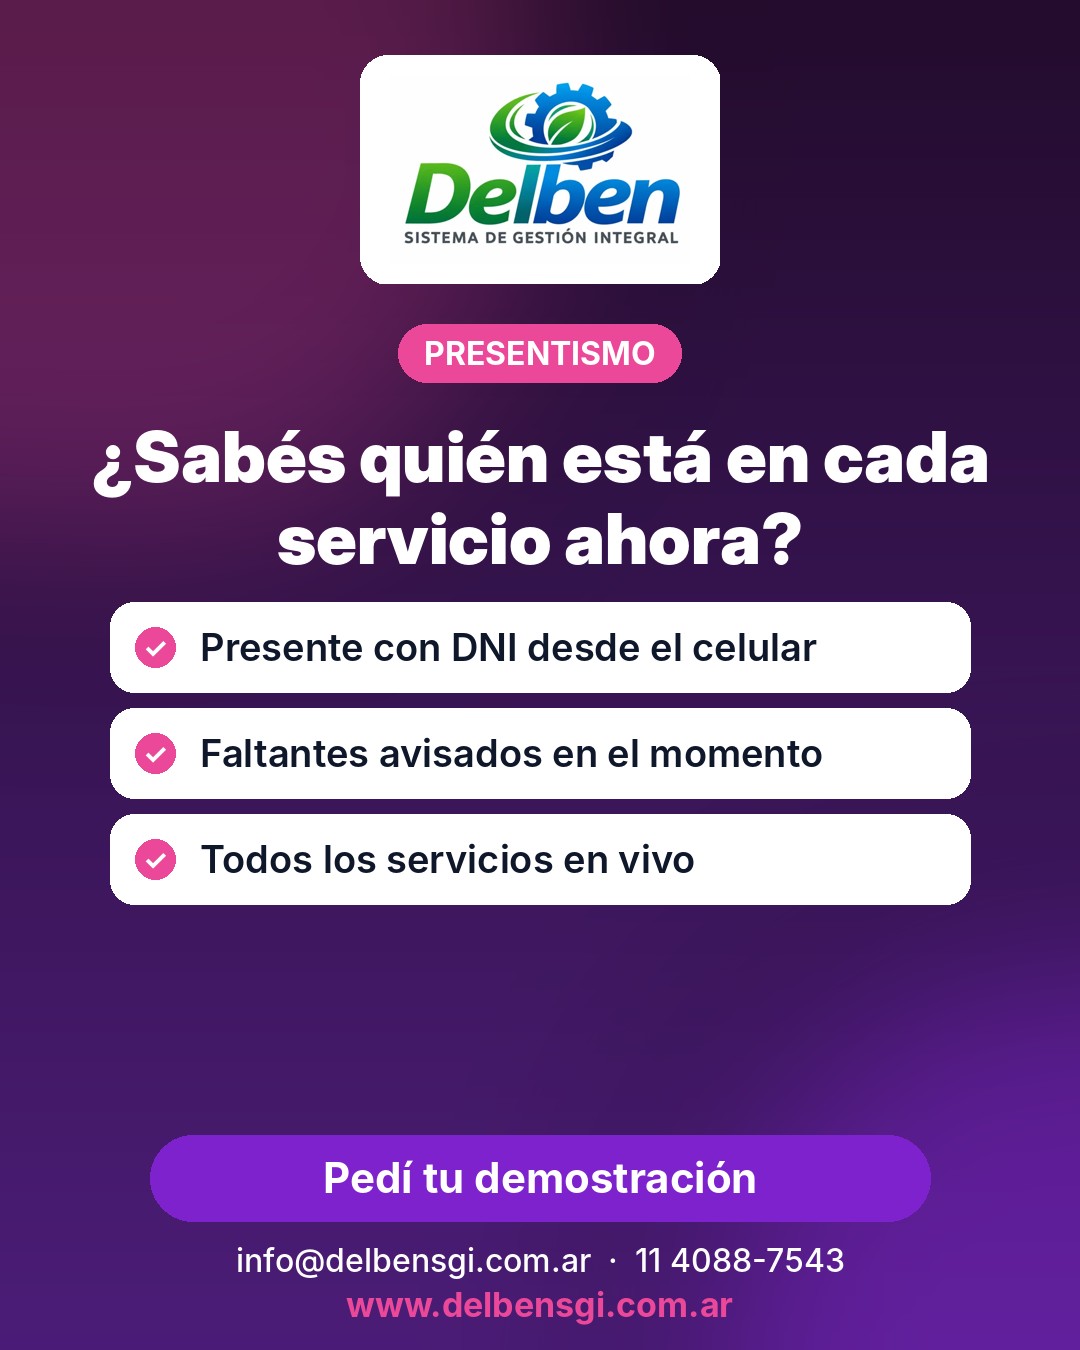 Delben
SISTEMA DE GESTIÓN INTEGRAL
PRESENTISMO
¿Sabés quién está en cada
servicio ahora?
Presente con DNI desde el celular
Faltantes avisados en el momento
Todos los servicios en vivo
Pedí tu demostración
info@delbensgi.com.ar · 11 4088-7543
www.delbensgi.com.ar